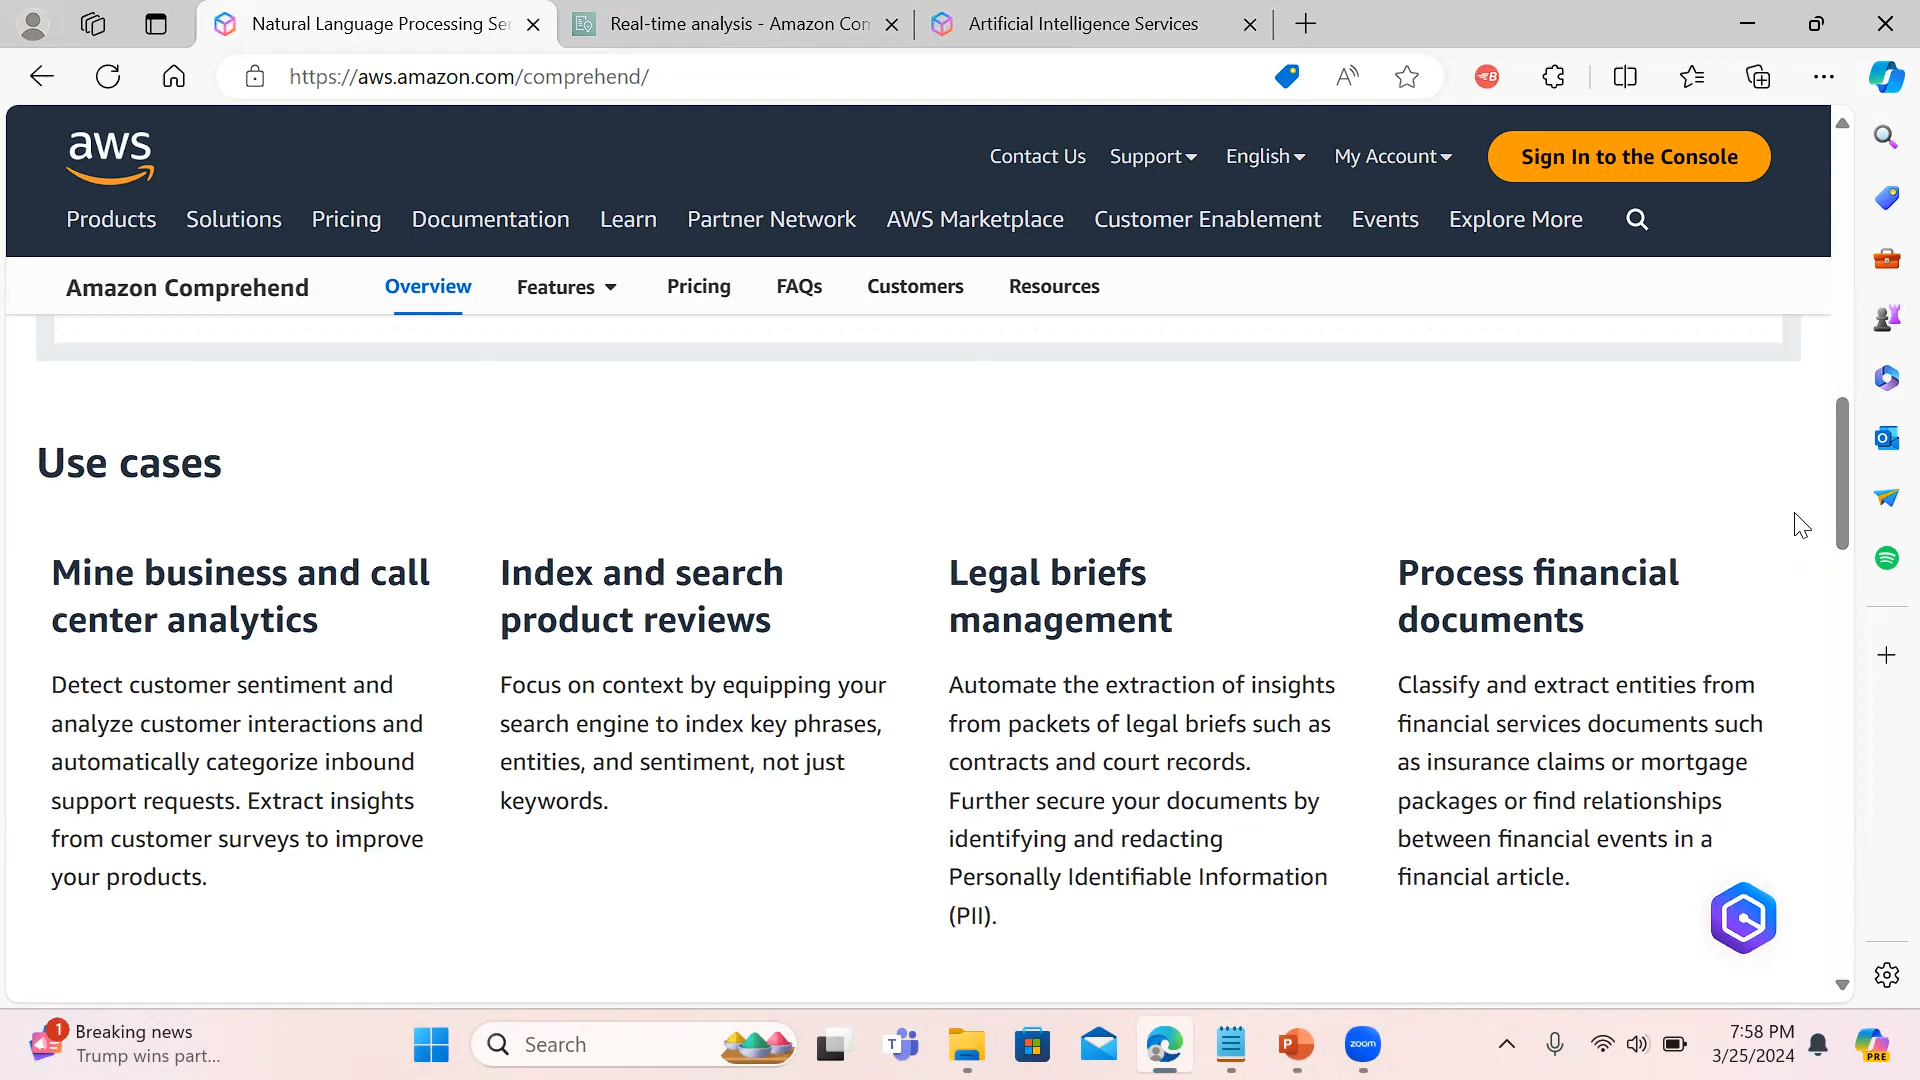 Natural Language Processing Ser
Real-time analysis - Amazon Com
Artificial Intelligence Services
https://aws.amazon.com/comprehend/
aws
Contact Us Support English My Account Sign In to the Console
Products Solutions Pricing Documentation Learn Partner Network AWS Marketplace Customer Enablement Events Explore More
Amazon Comprehend Overview Features Pricing FAQs Customers Resources
Use cases
Mine business and call
center analytics
Detect customer sentiment and
analyze customer interactions and
automatically categorize inbound
support requests. Extract insights
from customer surveys to improve
your products.
Index and search
product reviews
Focus on context by equipping your
search engine to index key phrases,
entities, and sentiment, not just
keywords.
Legal briefs
management
Automate the extraction of insights
from packets of legal briefs such as
contracts and court records.
Further secure your documents by
identifying and redacting
Personally Identifiable Information
(PII).
Process financial
documents
Classify and extract entities from
financial services documents such
as insurance claims or mortgage
packages or find relationships
between financial events in a
financial article.
1
Breaking news
Trump wins part...
Search
zoom
7:58 PM
3/25/2024
PRE